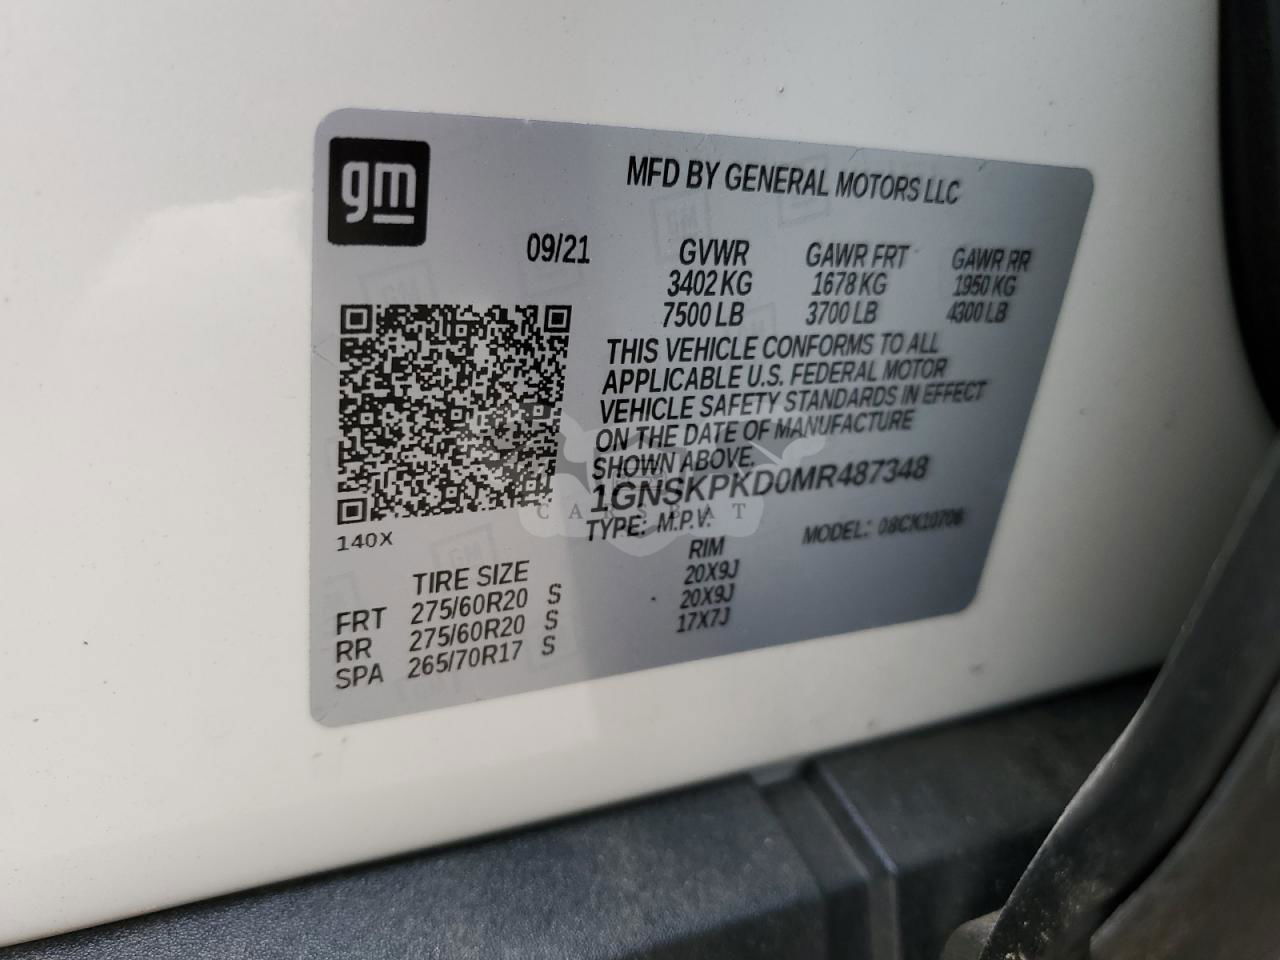 gm
MFD BY GENERAL MOTORS LLC
09/21
GVWR GAWR FRT GAWR RR
3402 KG 1678 KG 1950 KG
7500 LB 3700 LB 4300 LB
THIS VEHICLE CONFORMS TO ALL
APPLICABLE U.S. FEDERAL MOTOR
VEHICLE SAFETY STANDARDS IN EFFECT
ON THE DATE OF MANUFACTURE
SHOWN ABOVE.
1GNSKPKD0MR487348
CARSBAT
140X
TYPE: M.P.V. MODEL: 08CK10706
TIRE SIZE RIM
FRT 275/60R20 S 20X9J
RR 275/60R20 S 20X9J
SPA 265/70R17 S 17X7J